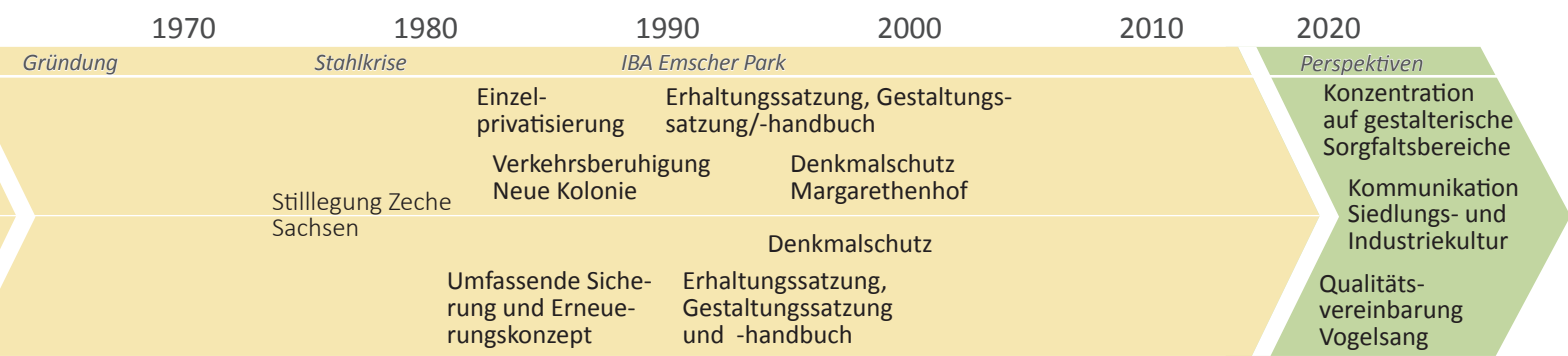 1970 1980 1990 2000 2010 2020
Gründung Stahlkrise IBA Emscher Park Perspektiven
Einzel-
privatisierung
Erhaltungssatzung, Gestaltungs-
satzung/-handbuch
Verkehrsberuhigung
Neue Kolonie
Denkmalschutz
Margarethenhof
Stilllegung Zeche
Sachsen
Denkmalschutz
Umfassende Siche-
rung und Erneue-
rungskonzept
Erhaltungssatzung,
Gestaltungssatzung
und -handbuch
Konzentration
auf gestalterische
Sorgfaltsbereiche
Kommunikation
Siedlungs- und
Industriekultur
Qualitäts-
vereinbarung
Vogelsang